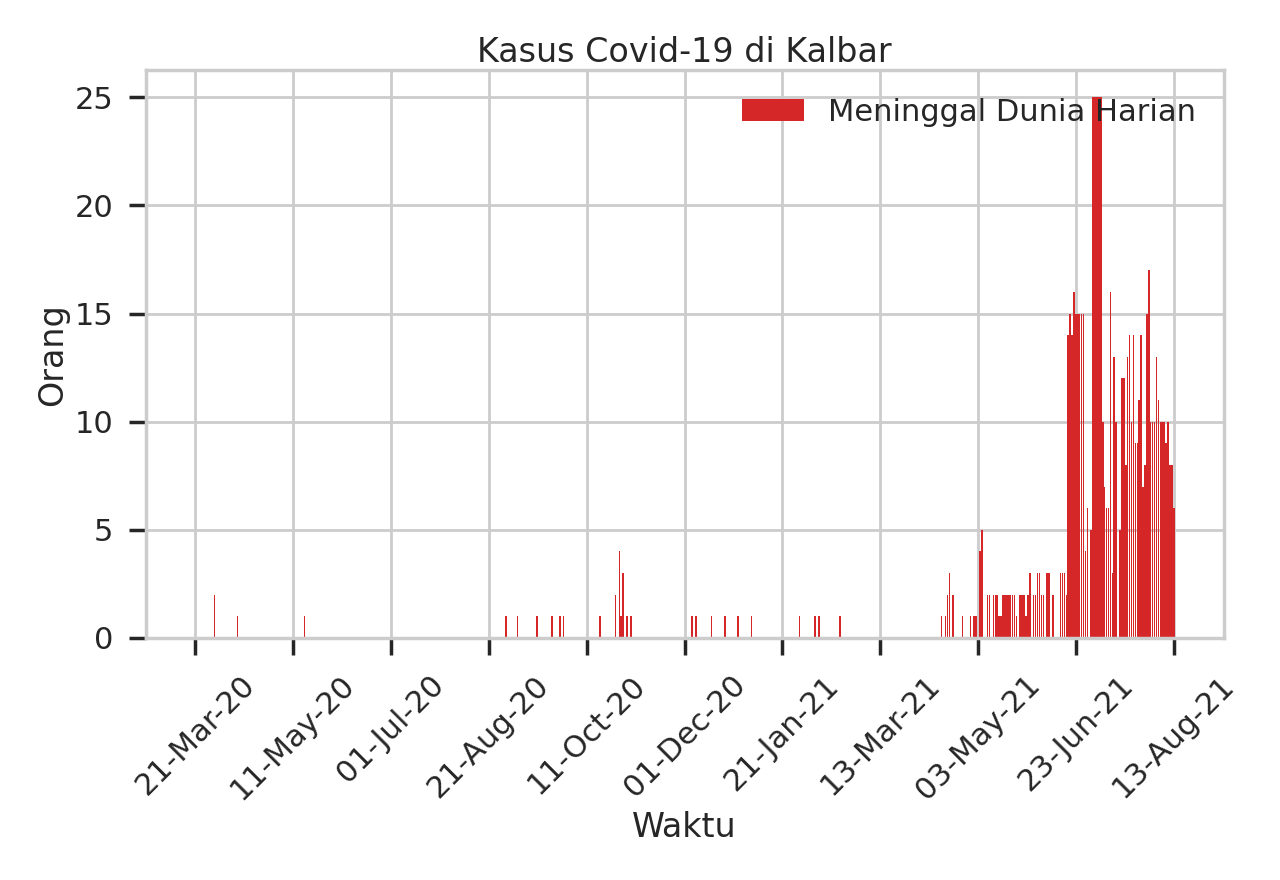 Kasus Covid-19 di Kalbar
Meninggal Dunia Harian
Orang
25
20
15
10
5
0
21-Mar-20
11-May-20
01-Jul-20
21-Aug-20
11-Oct-20
01-Dec-20
21-Jan-21
13-Mar-21
03-May-21
23-Jun-21
13-Aug-21
Waktu